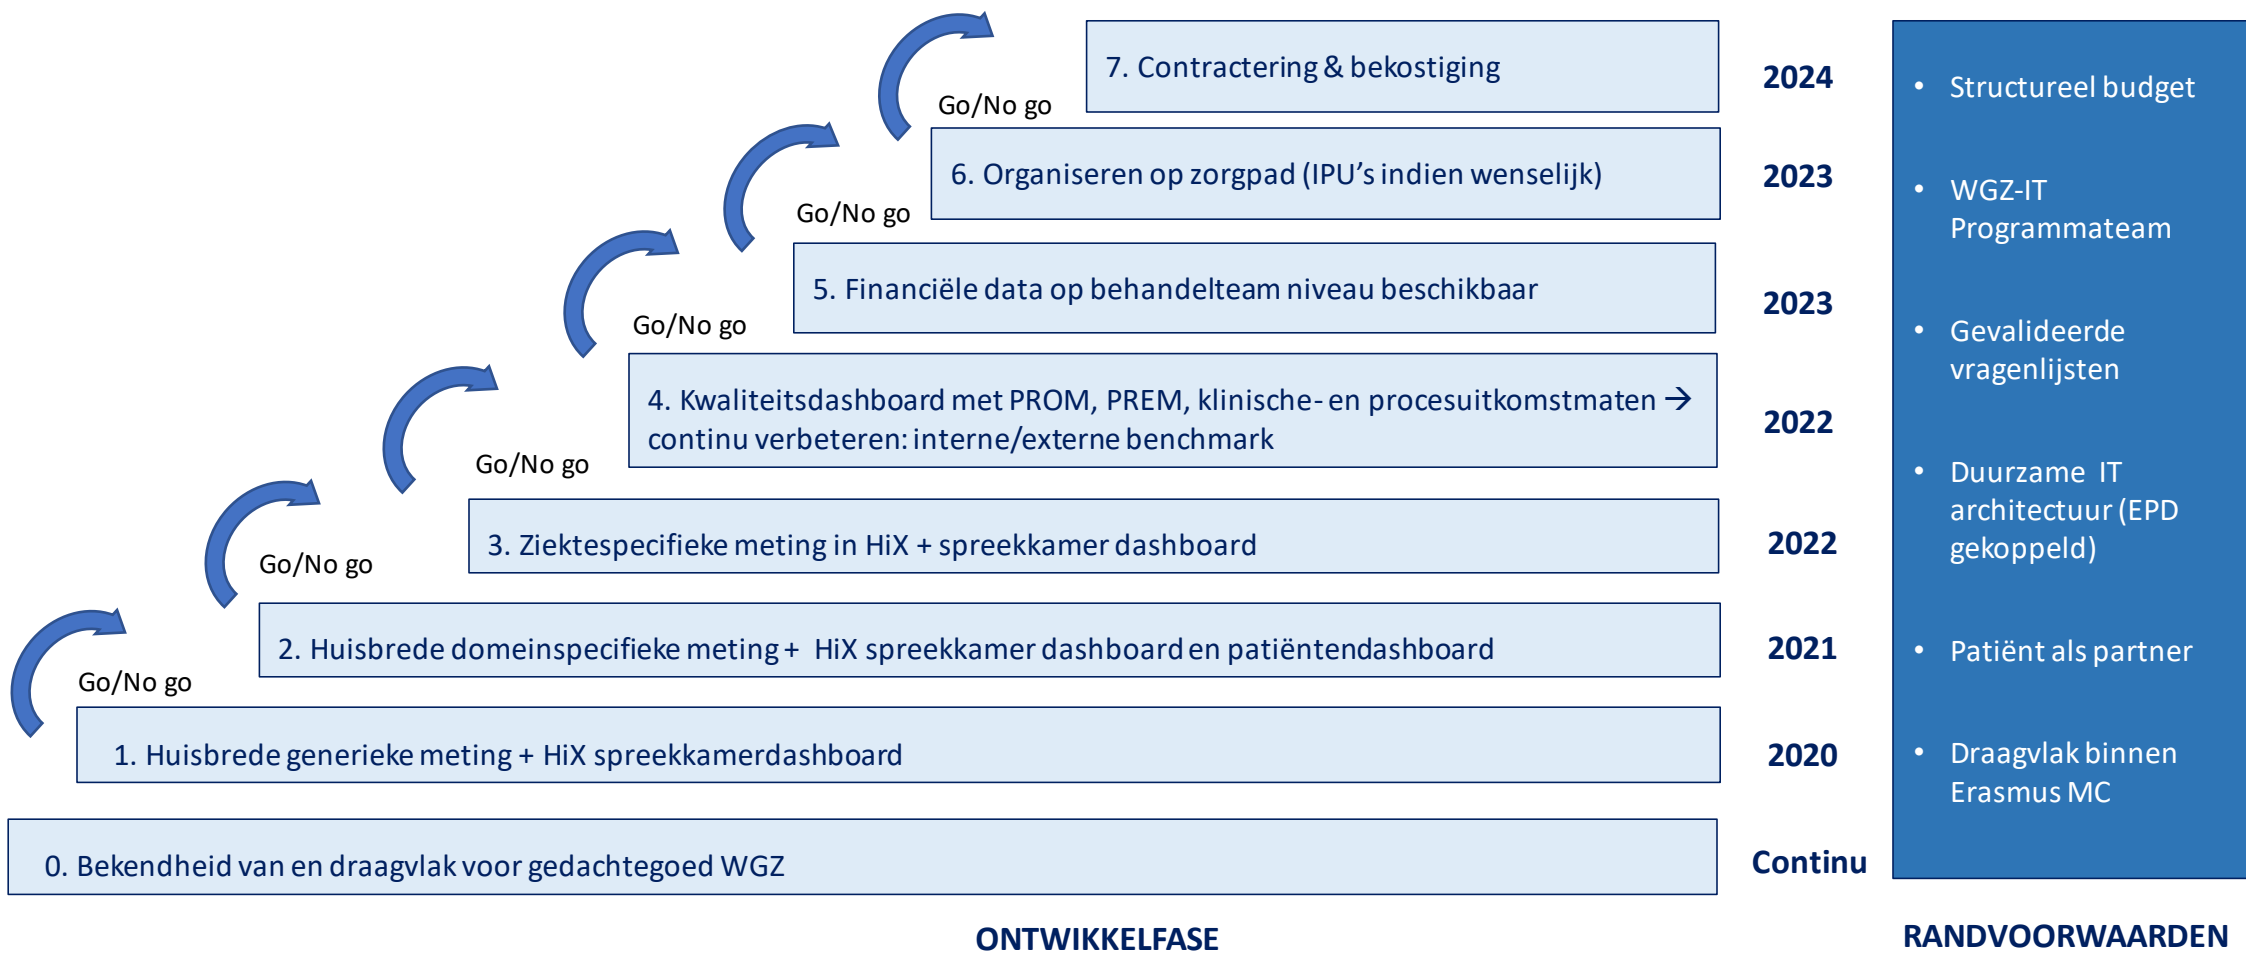 7. Contractering & bekostiging
2024
Go/No go
6. Organiseren op zorgpad (IPU's indien wenselijk)
2023
Go/No go
5. Financiële data op behandelteam niveau beschikbaar
2023
Go/No go
4. Kwaliteitsdashboard met PROM, PREM, klinische- en procesuitkomstmaten →
continu verbeteren: interne/externe benchmark
2022
Go/No go
3. Ziektespecifieke meting in HiX + spreekkamer dashboard
2022
Go/No go
2. Huisbrede domeinspecifieke meting + HiX spreekkamer dashboard en patiëntendashboard
2021
Go/No go
1. Huisbrede generieke meting + HiX spreekkamerdashboard
2020
0. Bekendheid van en draagvlak voor gedachtegoed WGZ
Continu
ONTWIKKELFASE
• Structureel budget
• WGZ-IT
Programmateam
• Gevalideerde
vragenlijsten
• Duurzame IT
architectuur (EPD
gekoppeld)
• Patiënt als partner
• Draagvlak binnen
Erasmus MC
RANDVOORWAARDEN